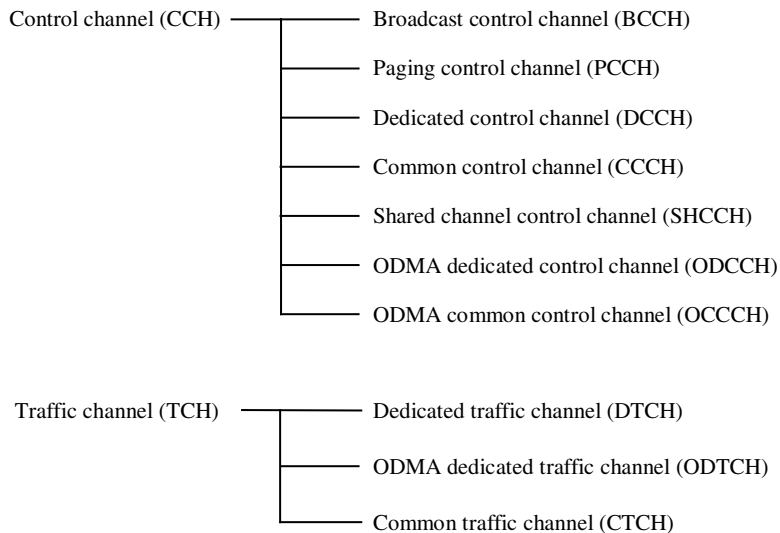 Control channel (CCH)
Broadcast control channel (BCCH)
Paging control channel (PCCH)
Dedicated control channel (DCCH)
Common control channel (CCCH)
Shared channel control channel (SHCCH)
ODMA dedicated control channel (ODCCH)
ODMA common control channel (OCCCH)
Traffic channel (TCH)
Dedicated traffic channel (DTCH)
ODMA dedicated traffic channel (ODTCH)
Common traffic channel (CTCH)